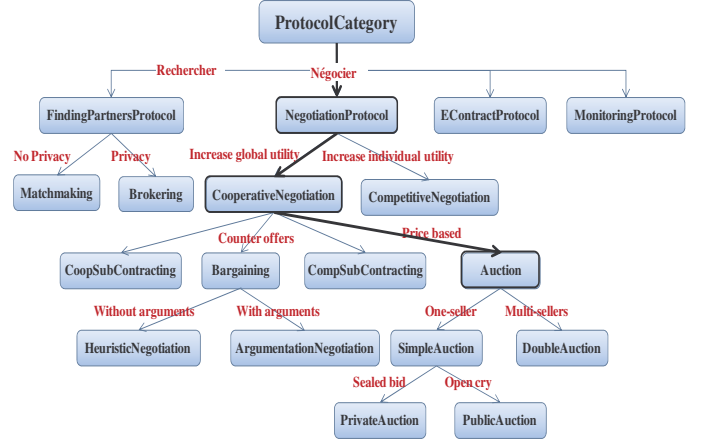 ProtocolCategory
Rechercher
Négocier
FindingPartnersProtocol
NegotiationProtocol
EContractProtocol
MonitoringProtocol
No Privacy
Privacy
Increase global utility
Increase individual utility
Matchmaking
Brokering
CooperativeNegotiation
CompetitiveNegotiation
Counter offers
Price based
CoopSubContracting
Bargaining
CompSubContracting
Auction
Without arguments
With arguments
One-seller
Multi-sellers
HeuristicNegotiation
ArgumentationNegotiation
SimpleAuction
DoubleAuction
Sealed bid
Open cry
PrivateAuction
PublicAuction